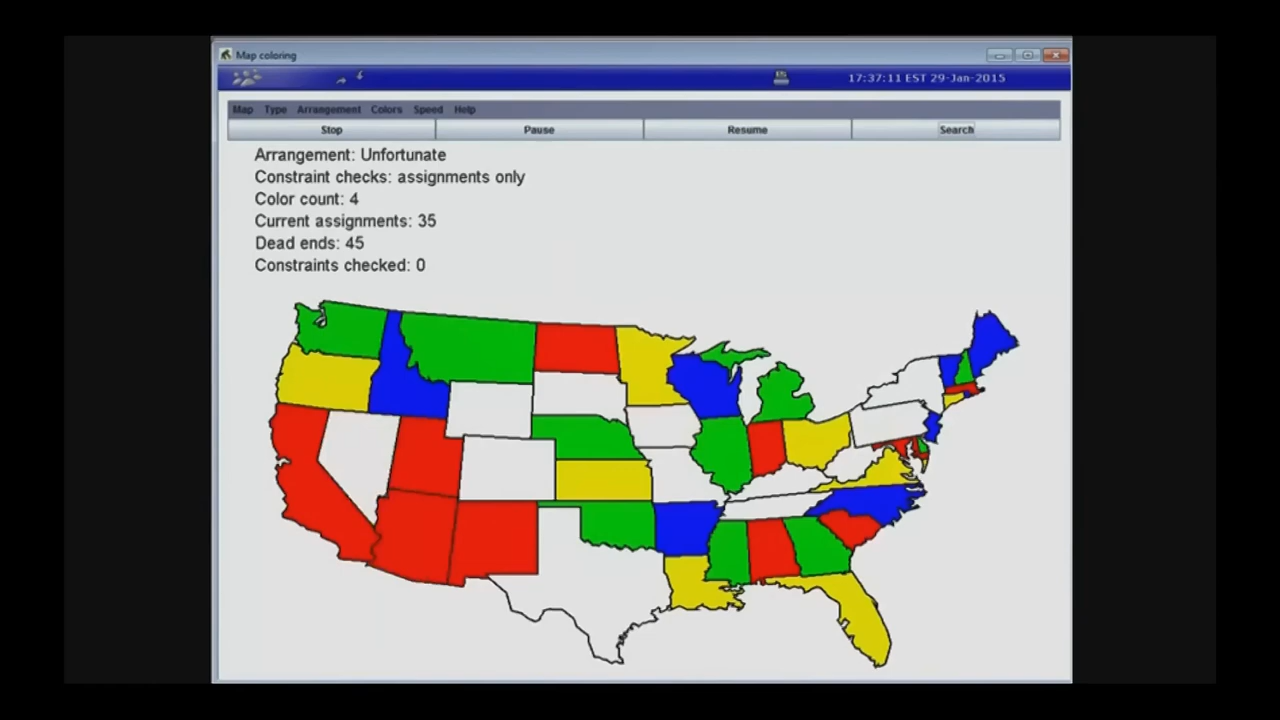 Map coloring
17:37:11 EST 29-Jan-2015
Map Type Arrangement Colors Speed Help
Stop Pause Resume Search
Arrangement: Unfortunate
Constraint checks: assignments only
Color count: 4
Current assignments: 35
Dead ends: 45
Constraints checked: 0